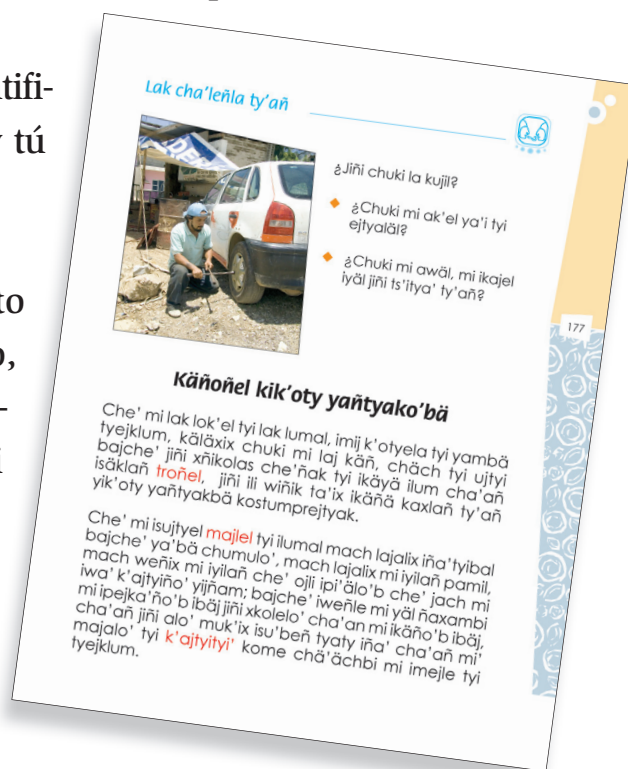 tifi-
tú
to
,
-
i
Lak cha'leñla ty'añ
¿Jiñi chuki la kujil?
¿Chuki mi ak'el ya'i tyi
ejtyaläl?
¿Chuki mi awäl, mi ikajel
iyäl jiñi ts'itya' ty'añ?
177
Käñoñel kik'oty yañtyako'bä
Che' mi lak lok'el tyi lak lumal, imij k'otyela tyi yambä
tyejklum, käläxix chuki mi laj käñ, chäch tyi ujtyi
bajche' jiñi xñikolas che'ñak tyi ikäyä ilum cha'añ
isäklañ troñel, jiñi ili wiñik ta'ix ikäñä kaxlañ ty'añ
yik'oty yañtyakbä kostumprejtyak.
Che' mi isujtyel majlel tyi ilumal mach lajalix iña'tyibal
bajche' ya'bä chumulo', mach lajalix mi iyilañ pamil,
mach weñix mi iyilañ che' ojli ipi'älo'b che' jach mi
iwa' k'ajtyiño' yijñam; bajche' iweñle mi yäl ñaxambi
mi ipejka'ño'b ibäj jiñi xkolelo' cha'an mi ikäño'b ibäj,
cha'añ jiñi alo' muk'ix isu'beñ tyaty iña' cha'añ mi'
majalo' tyi k'ajtyityi' kome chä'ächbi mi imejle tyi
tyejklum.